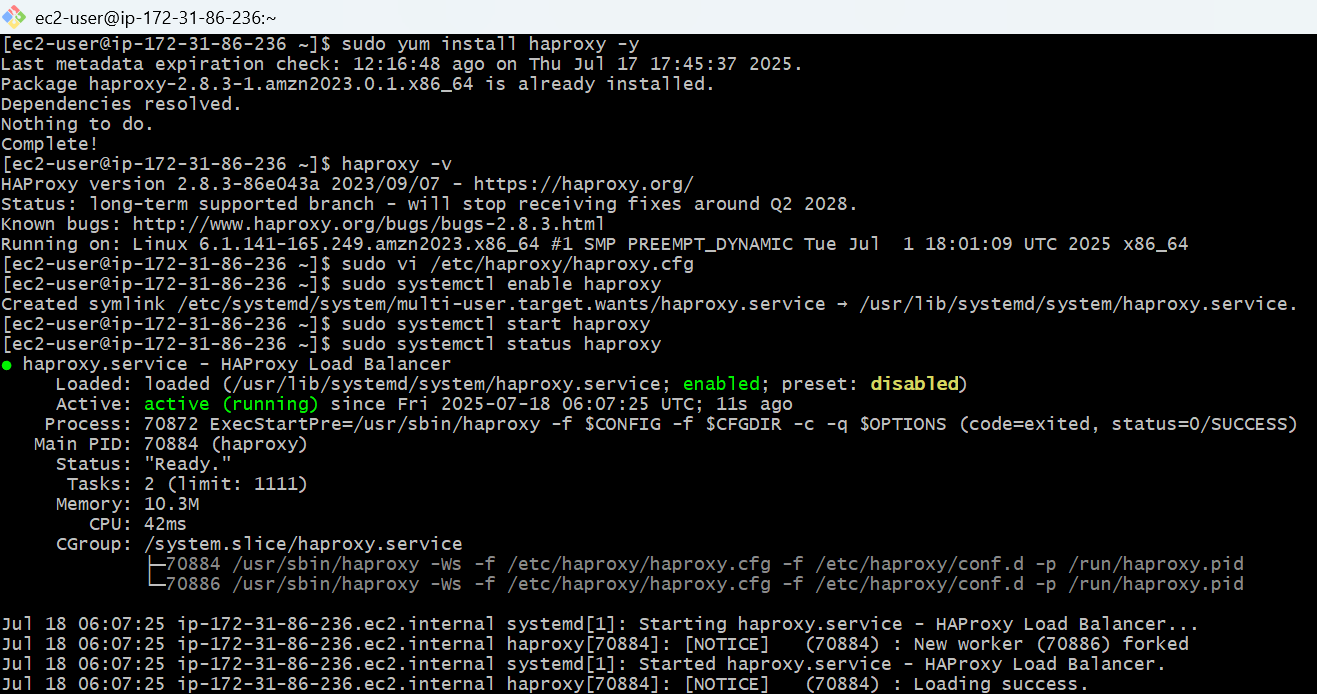 ec2-user@ip-172-31-86-236:~
[ec2-user@ip-172-31-86-236 ~]$ sudo yum install haproxy -y
Last metadata expiration check: 12:16:48 ago on Thu Jul 17 17:45:37 2025.
Package haproxy-2.8.3-1.amzn2023.0.1.x86_64 is already installed.
Dependencies resolved.
Nothing to do.
Complete!
[ec2-user@ip-172-31-86-236 ~]$ haproxy -v
HAProxy version 2.8.3-86e043a 2023/09/07 - https://haproxy.org/
Status: long-term supported branch - will stop receiving fixes around Q2 2028.
Known bugs: http://www.haproxy.org/bugs/bugs-2.8.3.html
Running on: Linux 6.1.141-165.249.amzn2023.x86_64 #1 SMP PREEMPT_DYNAMIC Tue Jul  1 18:01:09 UTC 2025 x86_64
[ec2-user@ip-172-31-86-236 ~]$ sudo vi /etc/haproxy/haproxy.cfg
[ec2-user@ip-172-31-86-236 ~]$ sudo systemctl enable haproxy
Created symlink /etc/systemd/system/multi-user.target.wants/haproxy.service → /usr/lib/systemd/system/haproxy.service.
[ec2-user@ip-172-31-86-236 ~]$ sudo systemctl start haproxy
[ec2-user@ip-172-31-86-236 ~]$ sudo systemctl status haproxy
● haproxy.service - HAProxy Load Balancer
     Loaded: loaded (/usr/lib/systemd/system/haproxy.service; enabled; preset: disabled)
     Active: active (running) since Fri 2025-07-18 06:07:25 UTC; 11s ago
    Process: 70872 ExecStartPre=/usr/sbin/haproxy -f $CONFIG -f $CFGDIR -c -q $OPTIONS (code=exited, status=0/SUCCESS)
   Main PID: 70884 (haproxy)
     Status: "Ready."
      Tasks: 2 (limit: 1111)
     Memory: 10.3M
        CPU: 42ms
     CGroup: /system.slice/haproxy.service
             ├─70884 /usr/sbin/haproxy -Ws -f /etc/haproxy/haproxy.cfg -f /etc/haproxy/conf.d -p /run/haproxy.pid
             └─70886 /usr/sbin/haproxy -Ws -f /etc/haproxy/haproxy.cfg -f /etc/haproxy/conf.d -p /run/haproxy.pid
Jul 18 06:07:25 ip-172-31-86-236.ec2.internal systemd[1]: Starting haproxy.service - HAProxy Load Balancer...
Jul 18 06:07:25 ip-172-31-86-236.ec2.internal haproxy[70884]: [NOTICE]   (70884) : New worker (70886) forked
Jul 18 06:07:25 ip-172-31-86-236.ec2.internal systemd[1]: Started haproxy.service - HAProxy Load Balancer.
Jul 18 06:07:25 ip-172-31-86-236.ec2.internal haproxy[70884]: [NOTICE]   (70884) : Loading success.